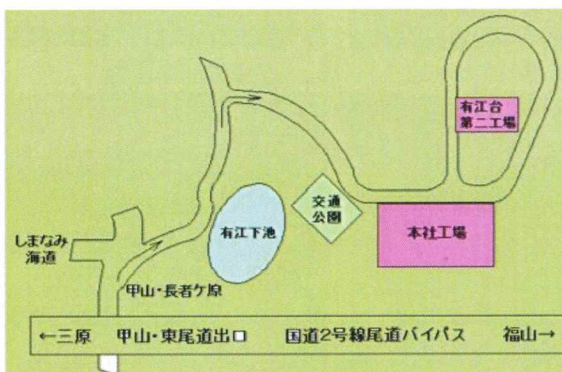 有江台
第二工場
交通
公園
有江下池
本社工場
しまなみ
海道
甲山・長者ケ原
←三原 甲山・東尾道出口 国道2号線尾道バイパス 福山→